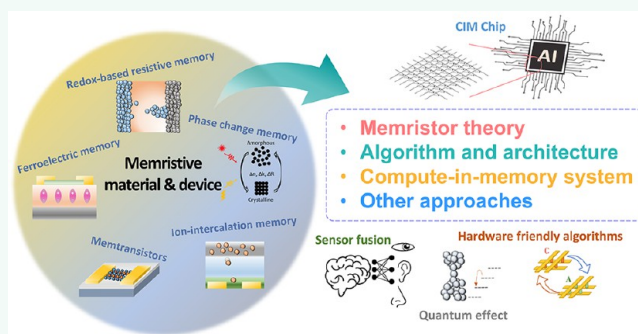 Redox-based resistive memory
Phase change memory
Amorphous
Crystalline
Ferroelectric memory
Memristive
material & device
Ion-intercalation memory
Memtransistors
CIM Chip
AI
• Memristor theory
• Algorithm and architecture
• Compute-in-memory system
• Other approaches
Sensor fusion
Hardware friendly algorithms
Quantum effect